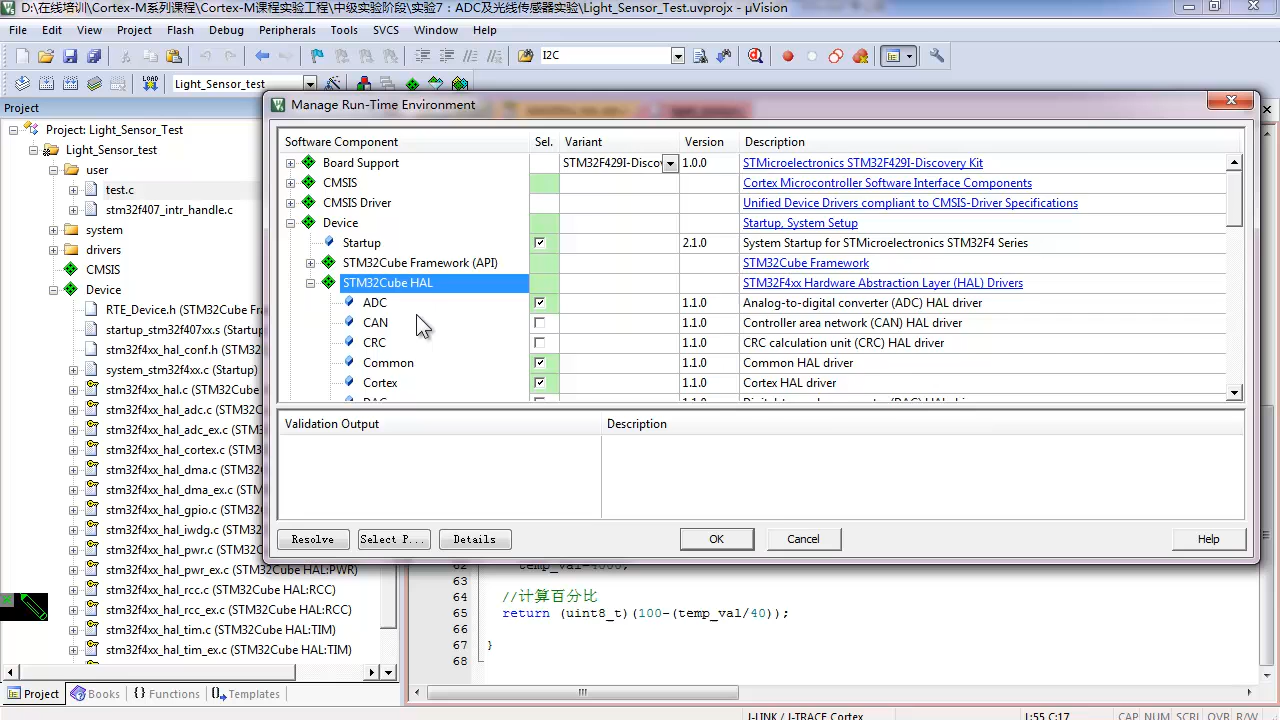 D:\在线培训\Cortex-M系列课程\Cortex-M课程实验工程\中级实验阶段\实验7：ADC及光线传感器实验\Light_Sensor_Test.uvprojx - µVision
File Edit View Project Flash Debug Peripherals Tools SVCS Window Help
I2C
LOAD
Light_Sensor_test
Project
Project: Light_Sensor_Test
Light_Sensor_test
user
test.c
stm32f407_intr_handle.c
system
drivers
CMSIS
Device
RTE_Device.h (Startup)
startup_stm32f407xx.s (Startup)
stm32f4xx_hal_conf.h (STM32
system_stm32f4xx.c (Startup)
stm32f4xx_hal.c (STM32Cube
stm32f4xx_hal_adc.c (STM32
stm32f4xx_hal_adc_ex.c (STM
stm32f4xx_hal_cortex.c (STM
stm32f4xx_hal_dma.c (STM3
stm32f4xx_hal_dma_ex.c (STM
stm32f4xx_hal_gpio.c (STM3
stm32f4xx_hal_iwdg.c (STM3
stm32f4xx_hal_pwr.c (STM32
stm32f4xx_hal_pwr_ex.c (STM32Cube HAL:PWR)
stm32f4xx_hal_rcc.c (STM32Cube HAL:RCC)
stm32f4xx_hal_rcc_ex.c (STM32Cube HAL:RCC)
stm32f4xx_hal_tim.c (STM32Cube HAL:TIM)
stm32f4xx_hal_tim_ex.c (STM32Cube HAL:TIM)
Project Books Functions Templates
Manage Run-Time Environment
Software Component Sel. Variant Version Description
Board Support STM32F429I-Discov 1.0.0 STMicroelectronics STM32F429I-Discovery Kit
CMSIS Cortex Microcontroller Software Interface Components
CMSIS Driver Unified Device Drivers compliant to CMSIS-Driver Specifications
Device Startup, System Setup
Startup 2.1.0 System Startup for STMicroelectronics STM32F4 Series
STM32Cube Framework (API) STM32Cube Framework
STM32Cube HAL STM32F4xx Hardware Abstraction Layer (HAL) Drivers
ADC 1.1.0 Analog-to-digital converter (ADC) HAL driver
CAN 1.1.0 Controller area network (CAN) HAL driver
CRC 1.1.0 CRC calculation unit (CRC) HAL driver
Common 1.1.0 Common HAL driver
Cortex 1.1.0 Cortex HAL driver
Validation Output Description
Resolve Select P... Details OK Cancel Help
62 temp_val=4000;
63
64 //计算百分比
65 return (uint8_t)(100-(temp_val/40));
66
67 }
68
J-LINK / J-TRACE Cortex L:55 C:17 CAP NUM SCRL OVR R/W